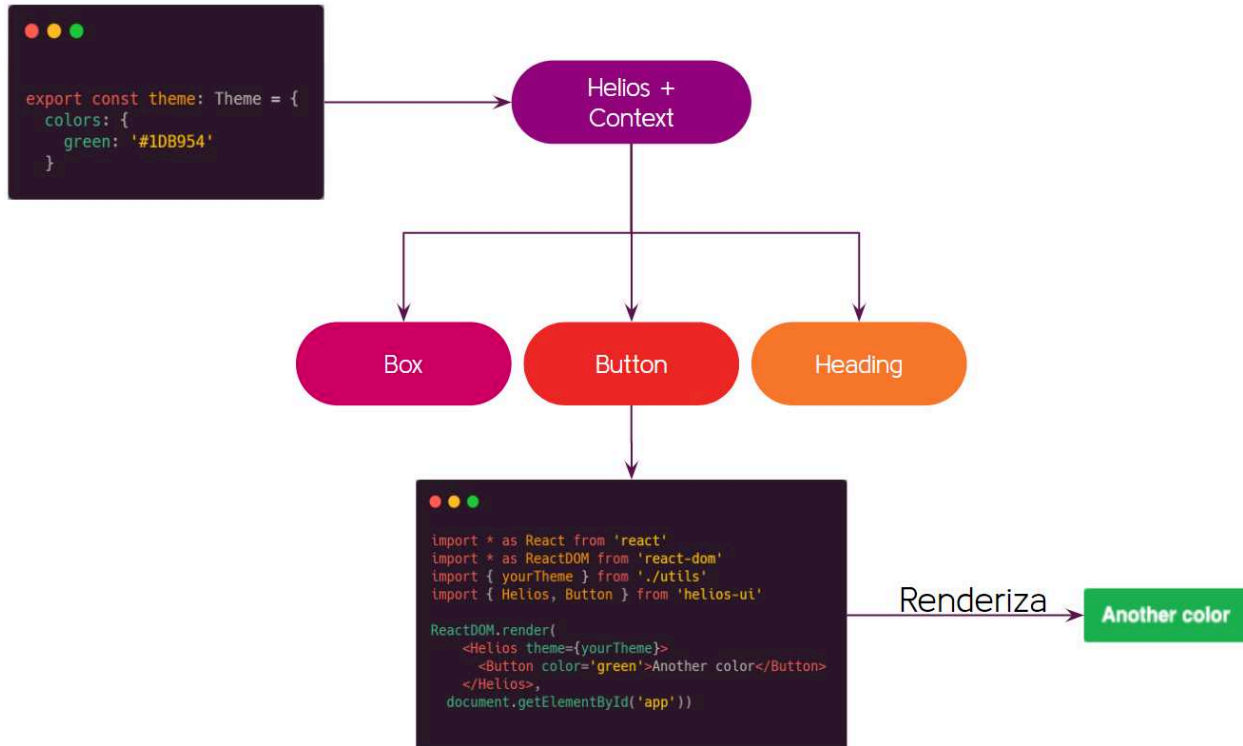 export const theme: Theme = {
  colors: {
    green: '#1DB954'
  }
Helios +
Context
Box
Button
Heading
import * as React from 'react'
import * as ReactDOM from 'react-dom'
import { yourTheme } from './utils'
import { Helios, Button } from 'helios-ui'
ReactDOM.render(
    <Helios theme={yourTheme}>
      <Button color='green'>Another color</Button>
    </Helios>,
  document.getElementById('app'))
Renderiza
Another color